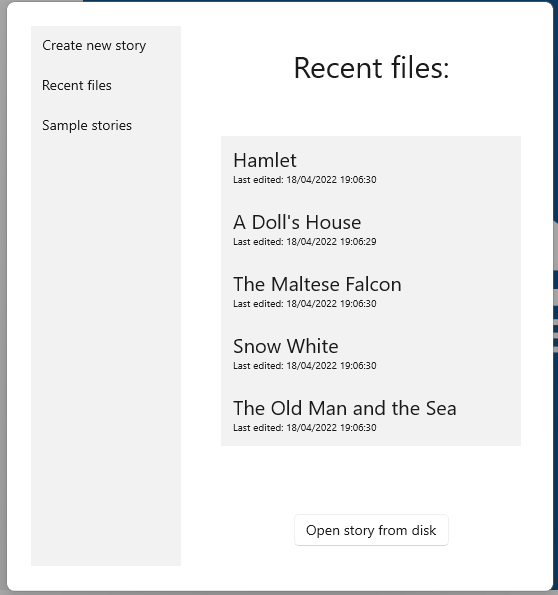 Create new story
Recent files
Sample stories
Recent files:
Hamlet
Last edited: 18/04/2022 19:06:30
A Doll's House
Last edited: 18/04/2022 19:06:29
The Maltese Falcon
Last edited: 18/04/2022 19:06:30
Snow White
Last edited: 18/04/2022 19:06:30
The Old Man and the Sea
Last edited: 18/04/2022 19:06:30
Open story from disk